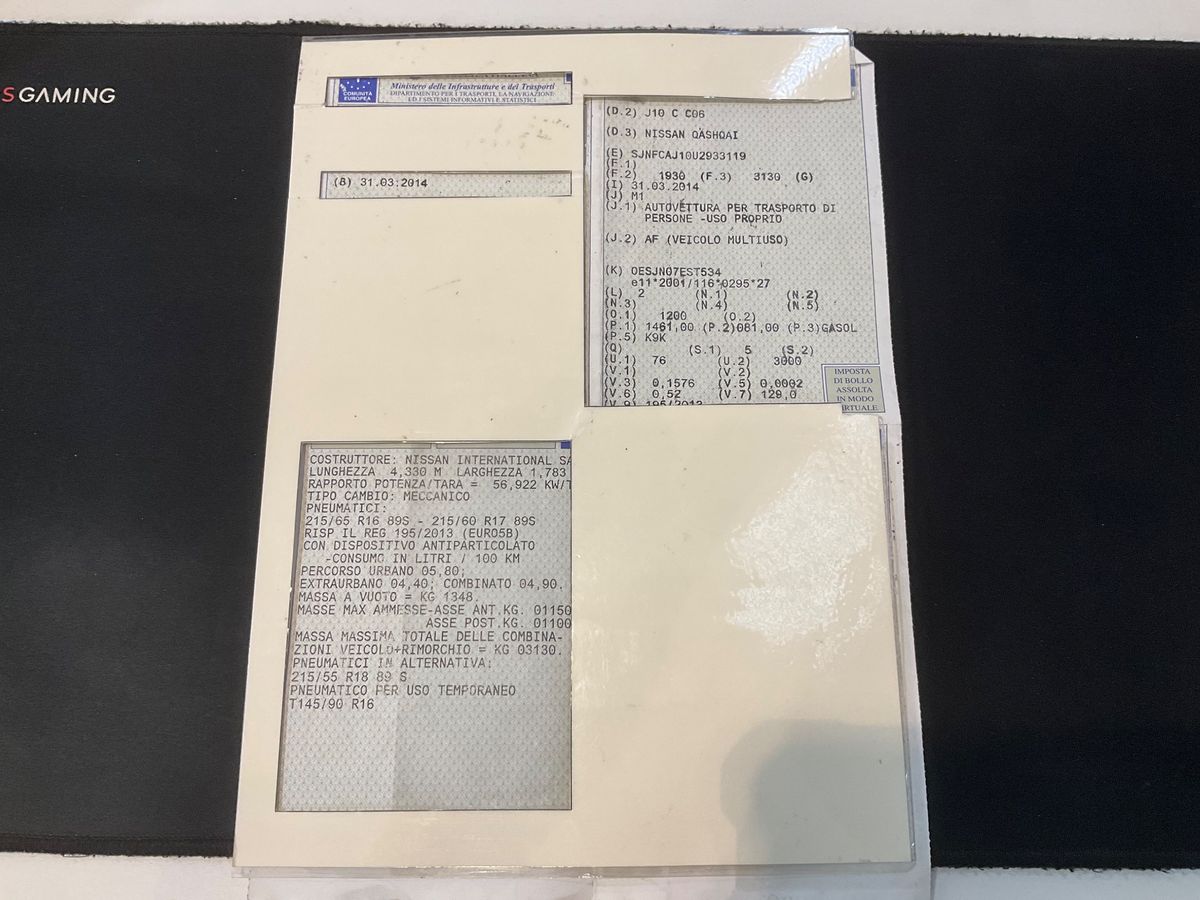 SGAMING
COMUNITÀ
EUROPEA
Ministero delle Infrastrutture e dei Trasporti
DIPARTIMENTO PER I TRASPORTI, LA NAVIGAZIONE
ED I SISTEMI INFORMATIVI E STATISTICI
(8) 31.03.2014
(D.2) J10 C C06
(D.3) NISSAN QASHQAI
(E) SJNFCAJ10U2933119
(F.1)
(F.2) 1930 (F.3) 3130 (G)
(I) 31.03.2014
(J) M1
(J.1) AUTOVETTURA PER TRASPORTO DI
PERSONE -USO PROPRIO
(J.2) AF (VEICOLO MULTIUSO)
(K) OESJN07EST534
e11*2001/116*0295*27
(L) 2 (N.1) (N.2)
(N.3) (N.4) (N.5)
(O.1) 1200 (O.2)
(P.1) 1461,00 (P.2)081,00 (P.3)GASOL
(P.5) K9K
(Q) (S.1) 5 (S.2)
(U.1) 76 (U.2) 3000
(V.1) (V.2)
(V.3) 0,1576 (V.5) 0,0002
(V.6) 0,52 (V.7) 129,0
(V.9) 195/2013
IMPOSTA
DI BOLLO
ASSOLTA
IN MODO
VIRTUALE
COSTRUTTORE: NISSAN INTERNATIONAL SA
LUNGHEZZA 4,330 M LARGHEZZA 1,783
RAPPORTO POTENZA/TARA = 56,922 KW/T
TIPO CAMBIO: MECCANICO
PNEUMATICI:
215/65 R16 89S - 215/60 R17 89S
RISP IL REG 195/2013 (EURO5B)
CON DISPOSITIVO ANTIPARTICOLATO
-CONSUMO IN LITRI / 100 KM
PERCORSO URBANO 05,80;
EXTRAURBANO 04,40; COMBINATO 04,90.
MASSA A VUOTO = KG 1348.
MASSE MAX AMMESSE-ASSE ANT.KG. 01150
ASSE POST.KG. 01100
MASSA MASSIMA TOTALE DELLE COMBINA-
ZIONI VEICOLO+RIMORCHIO = KG 03130.
PNEUMATICI IN ALTERNATIVA:
215/55 R18 89 S
PNEUMATICO PER USO TEMPORANEO
T145/90 R16